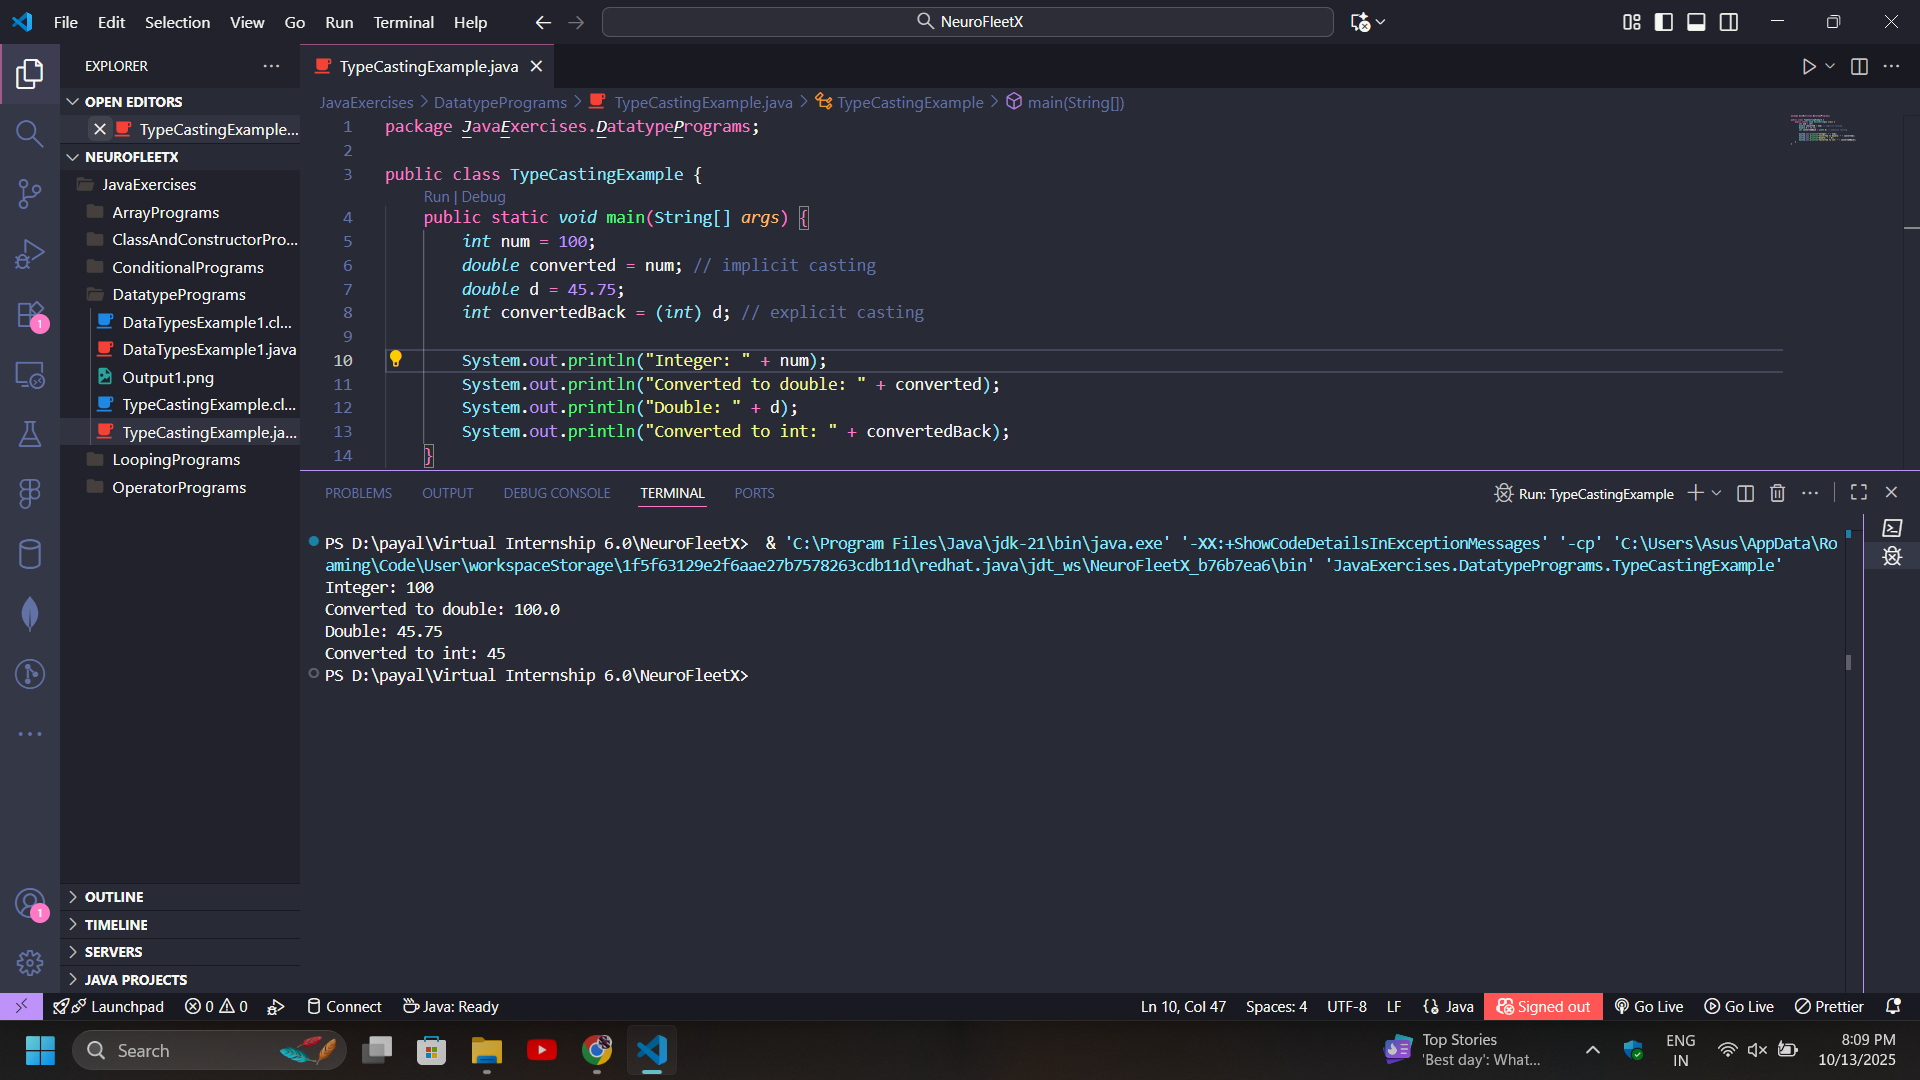 File Edit Selection View Go Run Terminal Help
NeuroFleetX
EXPLORER
OPEN EDITORS
TypeCastingExample...
NEUROFLEETX
JavaExercises
ArrayPrograms
ClassAndConstructorPro...
ConditionalPrograms
DatatypePrograms
DataTypesExample1.cl...
DataTypesExample1.java
Output1.png
TypeCastingExample.cl...
TypeCastingExample.ja...
LoopingPrograms
OperatorPrograms
OUTLINE
TIMELINE
SERVERS
JAVA PROJECTS
1
1
TypeCastingExample.java
JavaExercises > DatatypePrograms > TypeCastingExample.java > TypeCastingExample > main(String[])
1 package JavaExercises.DatatypePrograms;
2
3 public class TypeCastingExample {
Run | Debug
4 public static void main(String[] args) {
5 int num = 100;
6 double converted = num; // implicit casting
7 double d = 45.75;
8 int convertedBack = (int) d; // explicit casting
9
10 System.out.println("Integer: " + num);
11 System.out.println("Converted to double: " + converted);
12 System.out.println("Double: " + d);
13 System.out.println("Converted to int: " + convertedBack);
14 }
PROBLEMS OUTPUT DEBUG CONSOLE TERMINAL PORTS
Run: TypeCastingExample
PS D:\payal\Virtual Internship 6.0\NeuroFleetX> & 'C:\Program Files\Java\jdk-21\bin\java.exe' '-XX:+ShowCodeDetailsInExceptionMessages' '-cp' 'C:\Users\Asus\AppData\Ro
aming\Code\User\workspaceStorage\1f5f63129e2f6aae27b7578263cdb11d\redhat.java\jdt_ws\NeuroFleetX_b76b7ea6\bin' 'JavaExercises.DatatypePrograms.TypeCastingExample'
Integer: 100
Converted to double: 100.0
Double: 45.75
Converted to int: 45
PS D:\payal\Virtual Internship 6.0\NeuroFleetX>
Launchpad 0 0 Connect Java: Ready
Ln 10, Col 47 Spaces: 4 UTF-8 LF {} Java Signed out Go Live Go Live Prettier
Search
Top Stories
'Best day': What...
ENG
IN
8:09 PM
10/13/2025